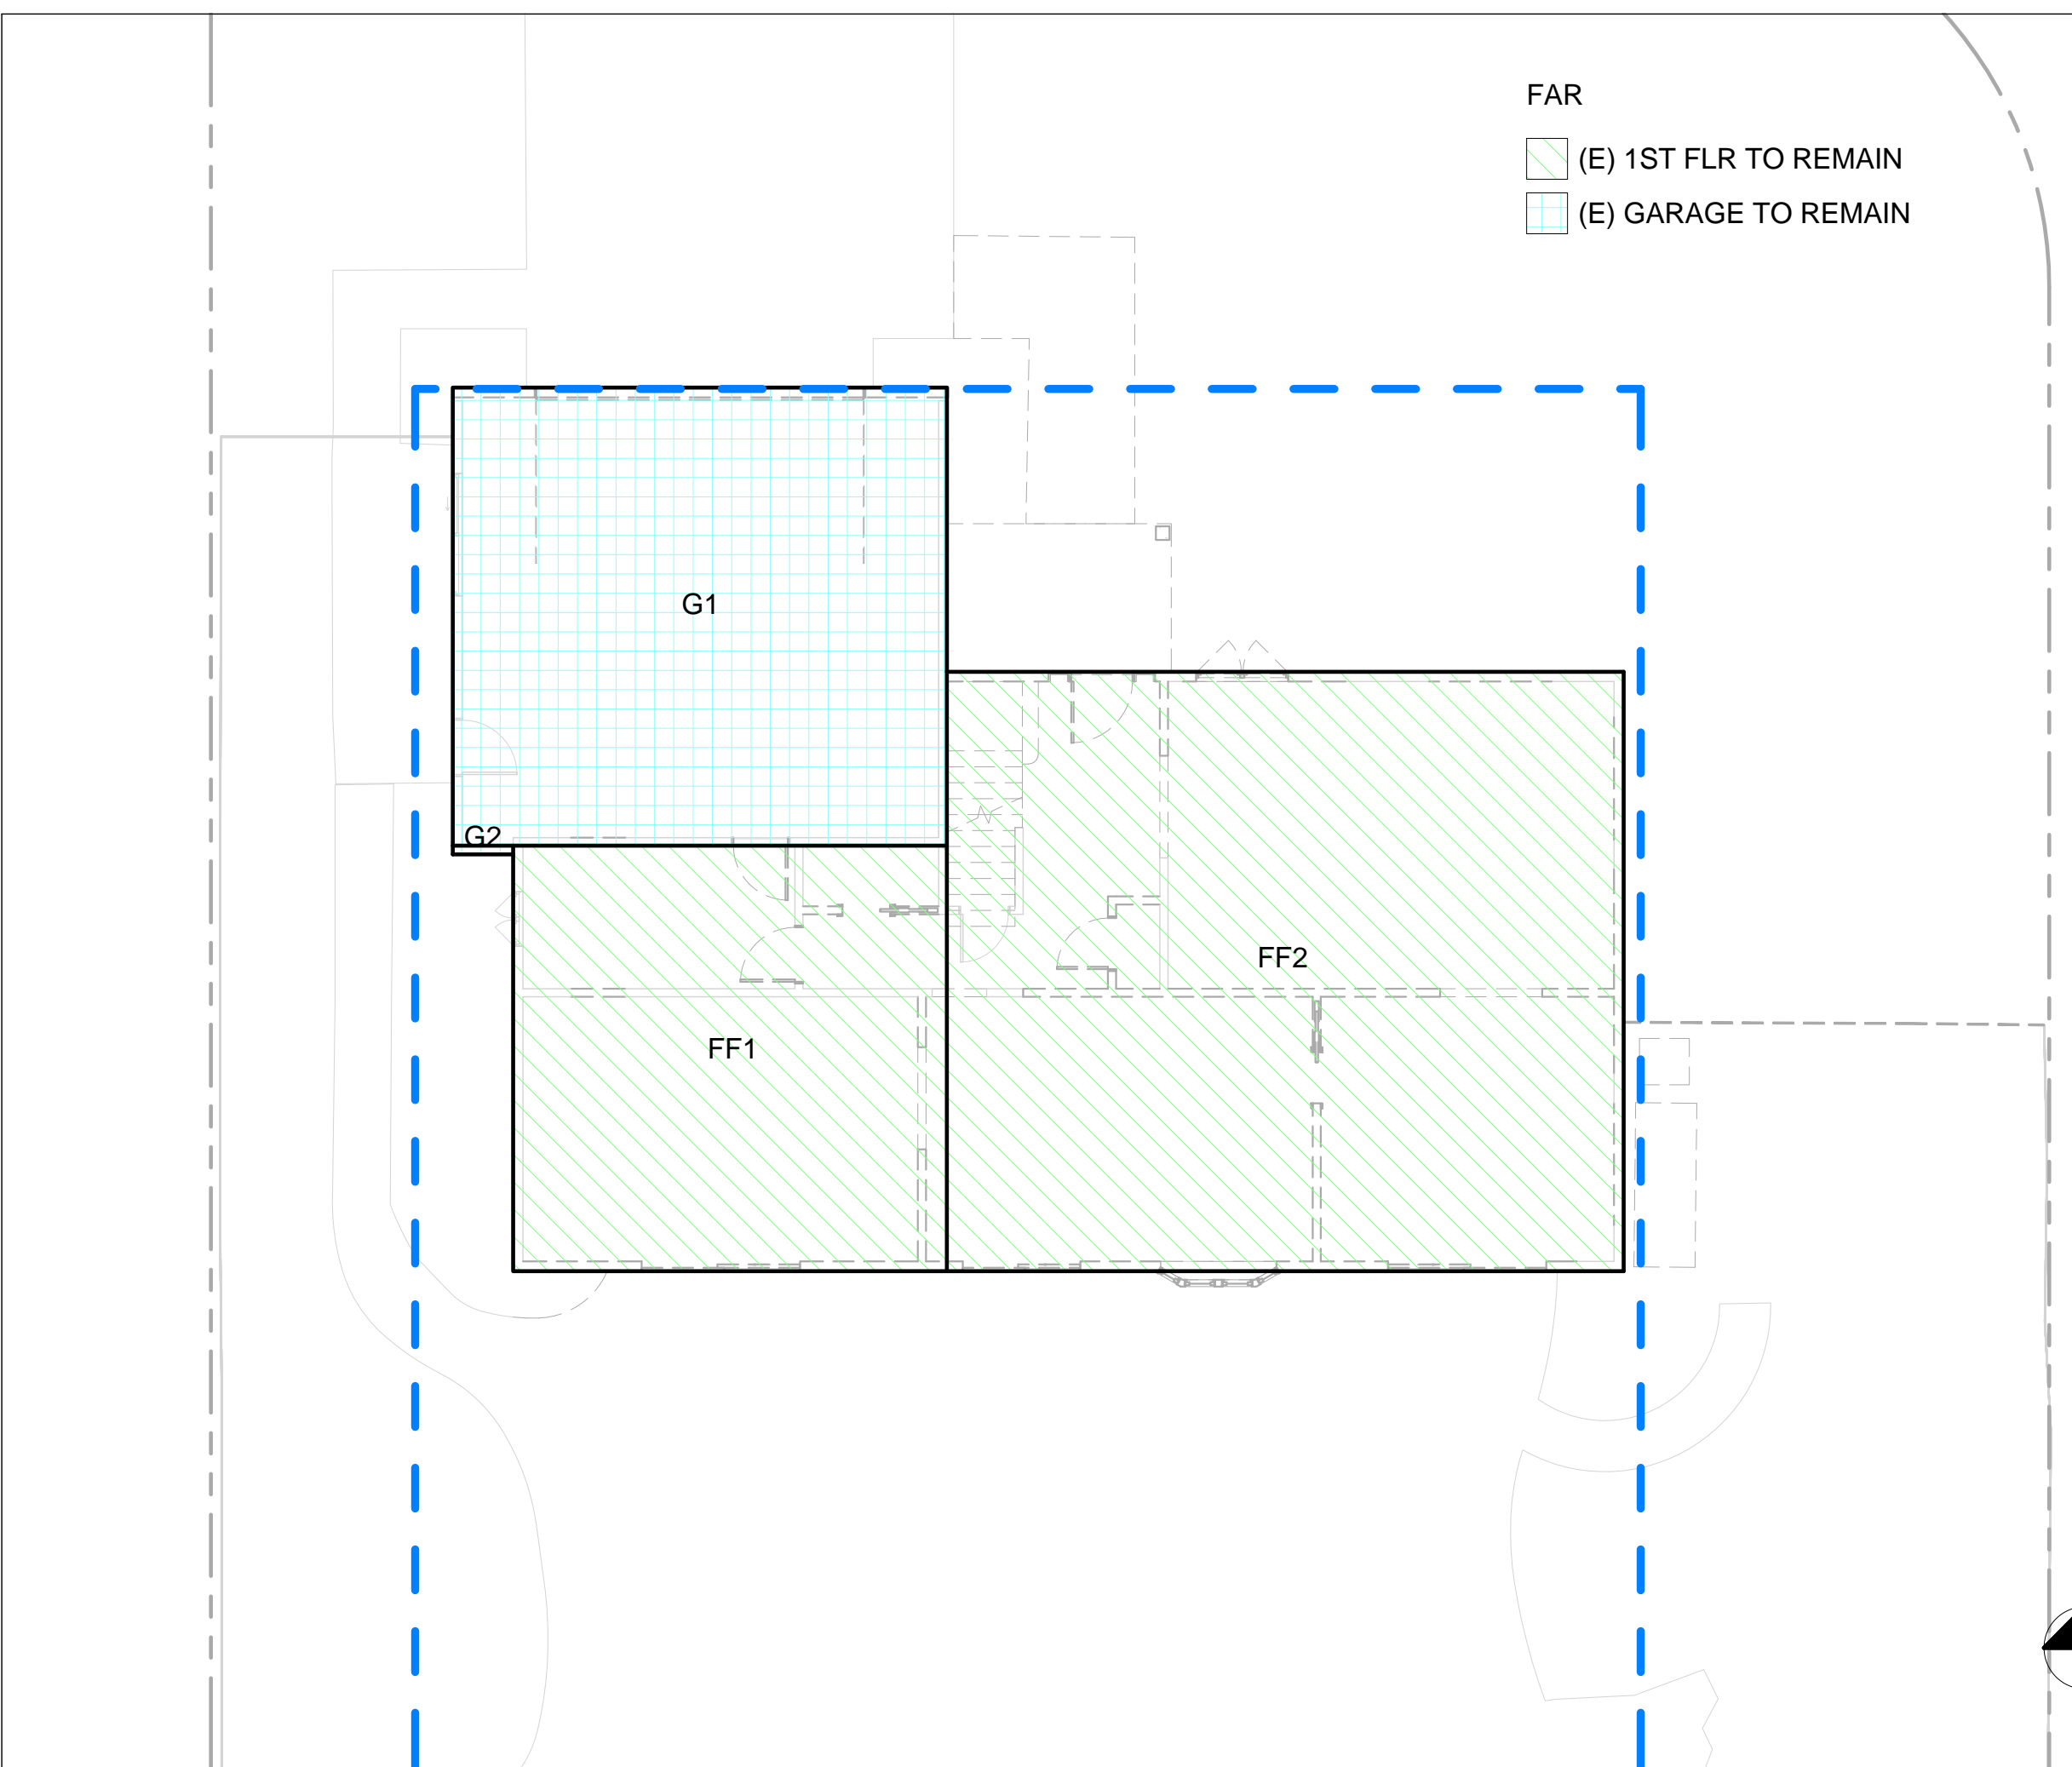 FAR
(E) 1ST FLR TO REMAIN
(E) GARAGE TO REMAIN
G1
G2
FF2
FF1